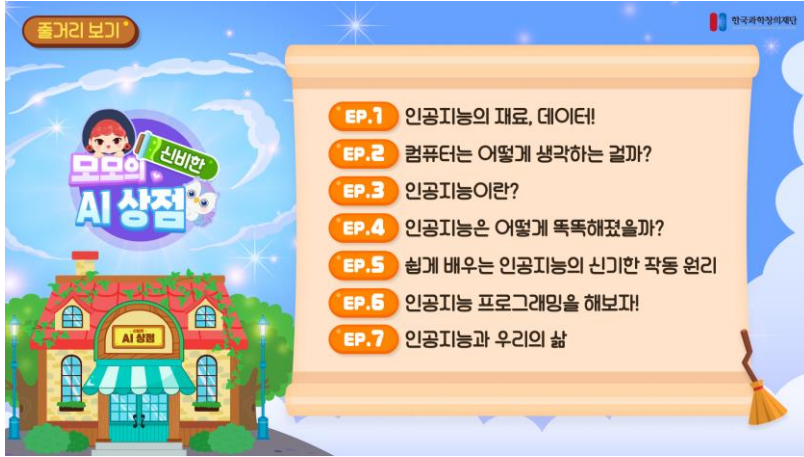 줄거리 보기
한국과학창의재단
모모의 신비한
AI 상점
AI 상점
EP.1 인공지능의 재료, 데이터!
EP.2 컴퓨터는 어떻게 생각하는 걸까?
EP.3 인공지능이란?
EP.4 인공지능은 어떻게 똑똑해졌을까?
EP.5 쉽게 배우는 인공지능의 신기한 작동 원리
EP.6 인공지능 프로그래밍을 해보자!
EP.7 인공지능과 우리의 삶